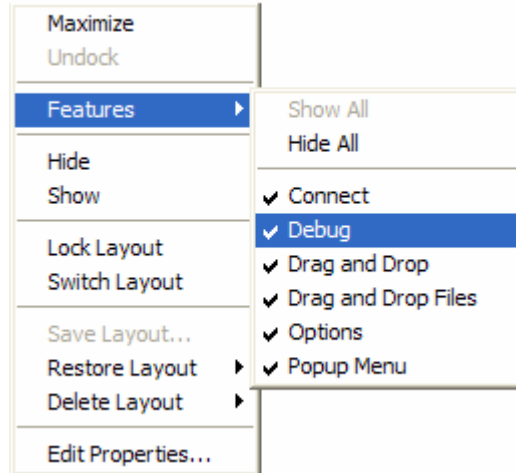 Maximize
Undock
Features
Hide
Show
Lock Layout
Switch Layout
Save Layout...
Restore Layout
Delete Layout
Edit Properties...
Show All
Hide All
Connect
Debug
Drag and Drop
Drag and Drop Files
Options
Popup Menu